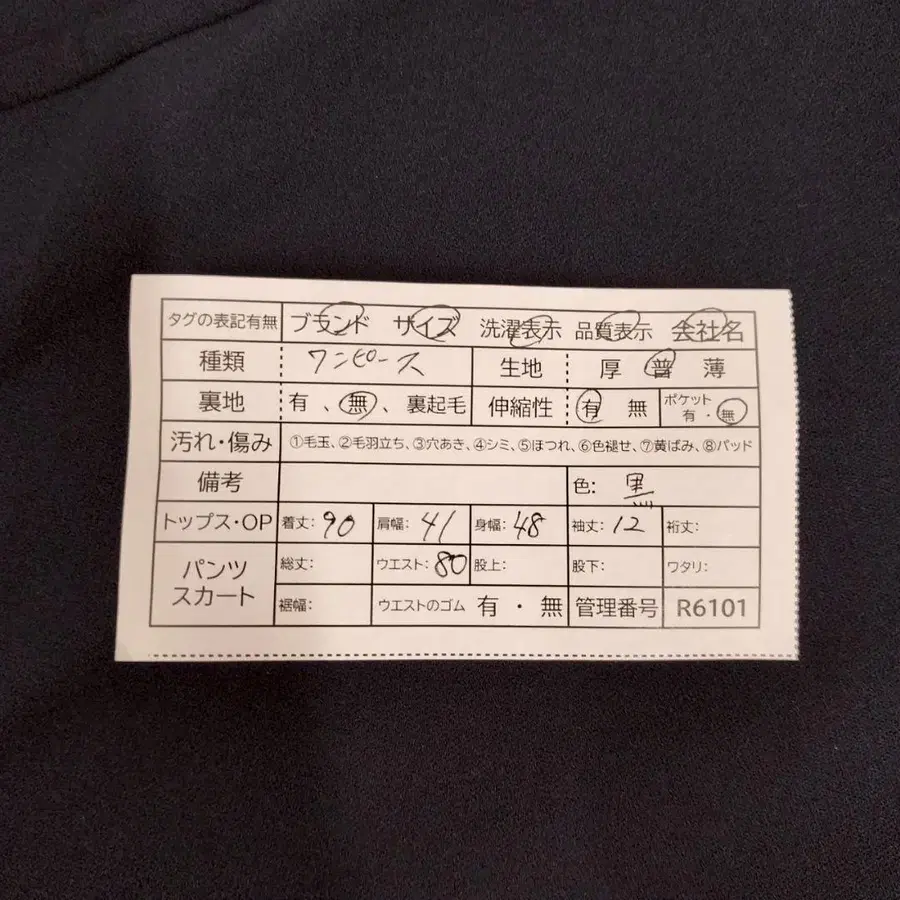 タグの表記有無 ブランド サイズ 洗濯表示 品質表示 会社名
種類 ワンピース 生地 厚 普 薄
裏地 有 、 無 、 裏起毛 伸縮性 有 無 ポケット 有 ・ 無
汚れ・傷み ①毛玉、②毛羽立ち、③穴あき、④シミ、⑤ほつれ、⑥色褪せ、⑦黄ばみ、⑧パッド
備考 色: 黒
トップス・OP 着丈: 90 肩幅: 41 身幅: 48 袖丈: 12 裄丈:
パンツ スカート 総丈: ウエスト: 80 股上: 股下: ワタリ:
裾幅: ウエストのゴム 有 ・ 無 管理番号 R6101